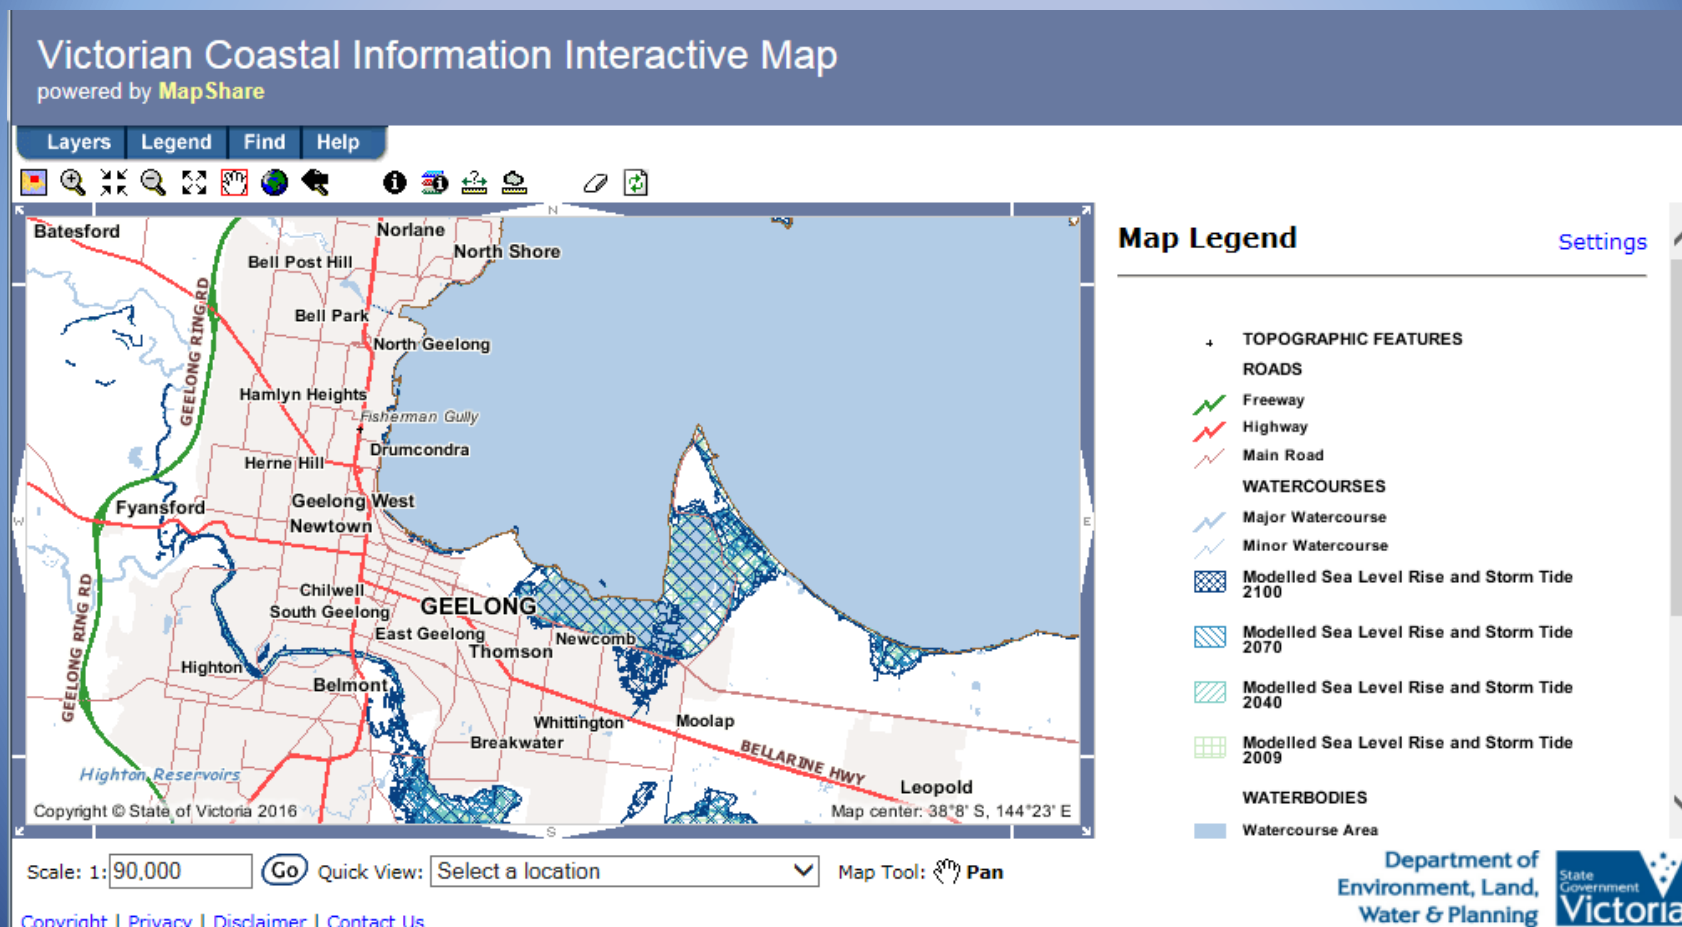 Victorian Coastal Information Interactive Map
powered by MapShare
Layers
Legend
Find
Help
N
Batesford
Norlane
North Shore
Bell Post Hill
GEELONG RING RD
Bell Park
North Geelong
Hamlyn Heights
Fisherman Gully
Drumcondra
Herne Hill
Geelong West
Fyansford
Newtown
W
E
Chilwell
South Geelong
GEELONG
East Geelong
Newcomb
Thomson
GEELONG RING RD
Highton
Belmont
Whittington
Moolap
Breakwater
BELLARINE HWY
Highton Reservoirs
Leopold
Copyright © State of Victoria 2016
Map center: 38°8' S, 144°23' E
S
Map Legend
Settings
TOPOGRAPHIC FEATURES
ROADS
Freeway
Highway
Main Road
WATERCOURSES
Major Watercourse
Minor Watercourse
Modelled Sea Level Rise and Storm Tide
2100
Modelled Sea Level Rise and Storm Tide
2070
Modelled Sea Level Rise and Storm Tide
2040
Modelled Sea Level Rise and Storm Tide
2009
WATERBODIES
Watercourse Area
Scale: 1: 90,000 Go Quick View: Select a location Map Tool: Pan
Copyright | Privacy | Disclaimer | Contact Us
Department of
Environment, Land,
Water & Planning
State
Government
Victoria